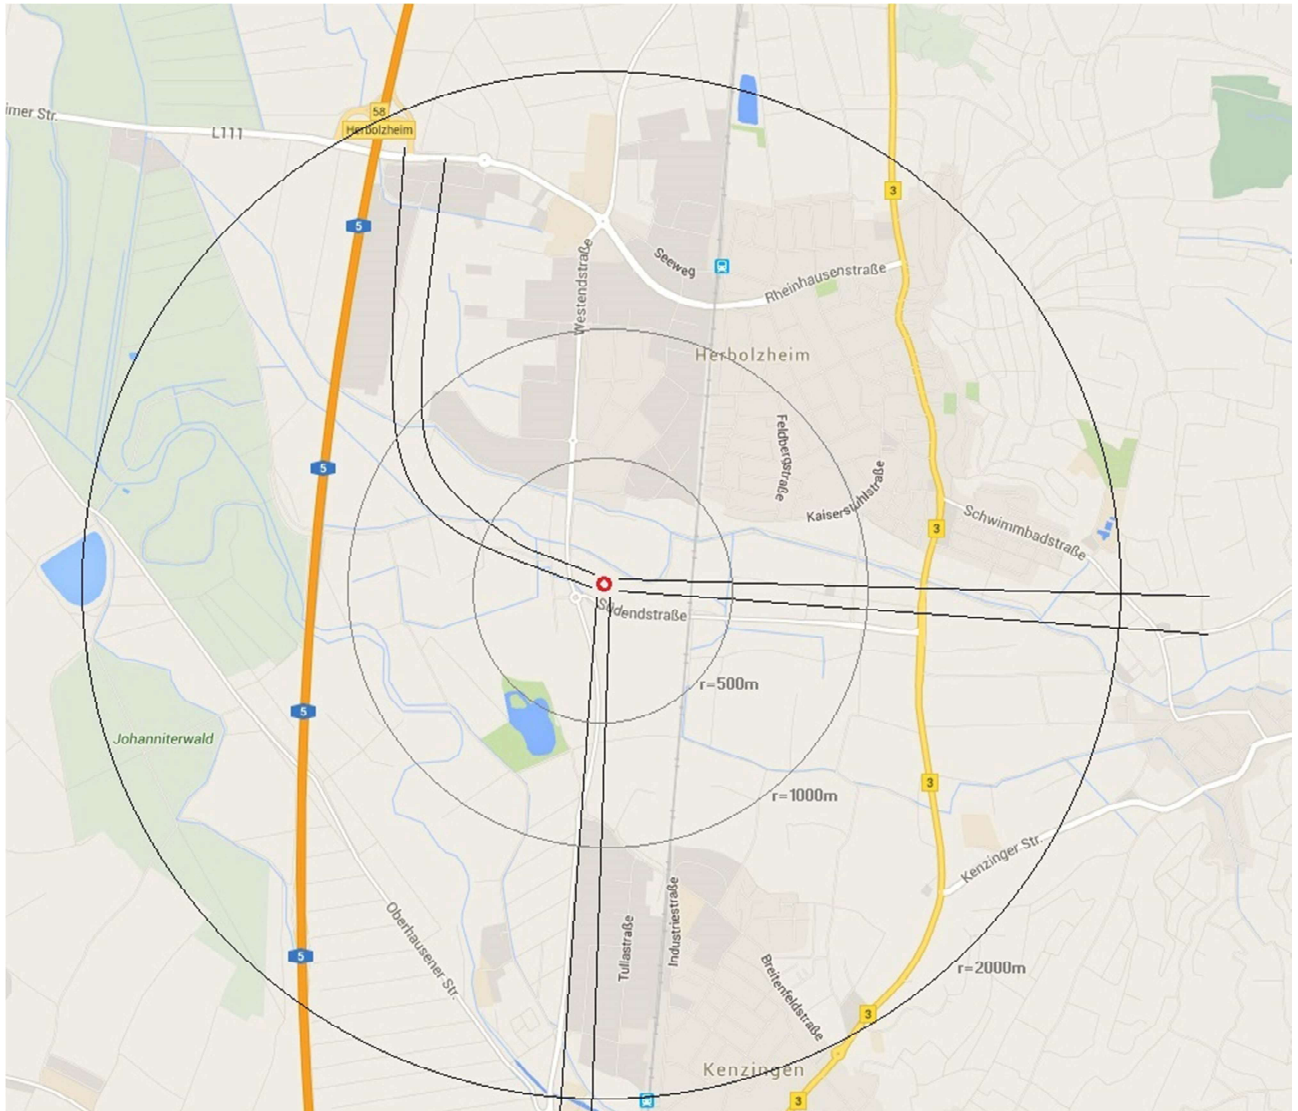 58
Herbolzheim
imer Str.
L111
3
5
Westendstraße
Seeweg
Rheinhausenstraße
Herbolzheim
Feldbergstraße
Kaiserstuhlstraße
5
3
Schwimmbadstraße
Südendstraße
r=500m
5
Johanniterwald
3
r=1000m
Kenzinger Str.
Oberhausener Str.
Tullastraße
Industriestraße
5
Breitenfeldstraße
r=2000m
3
Kenzingen
3